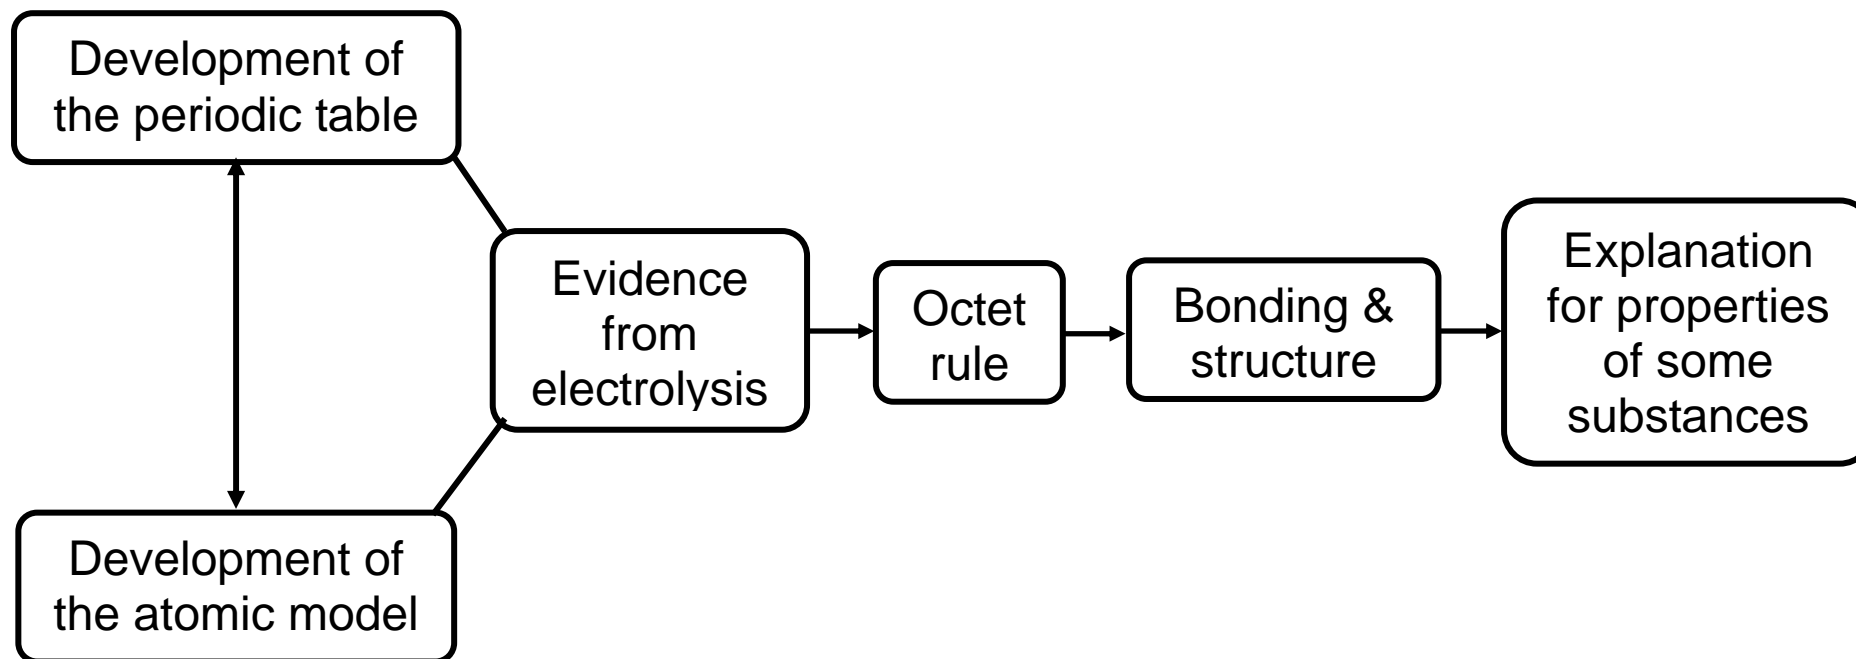 Development of
the periodic table
Evidence
from
electrolysis
Octet
rule
Bonding &
structure
Explanation
for properties
of some
substances
Development of
the atomic model